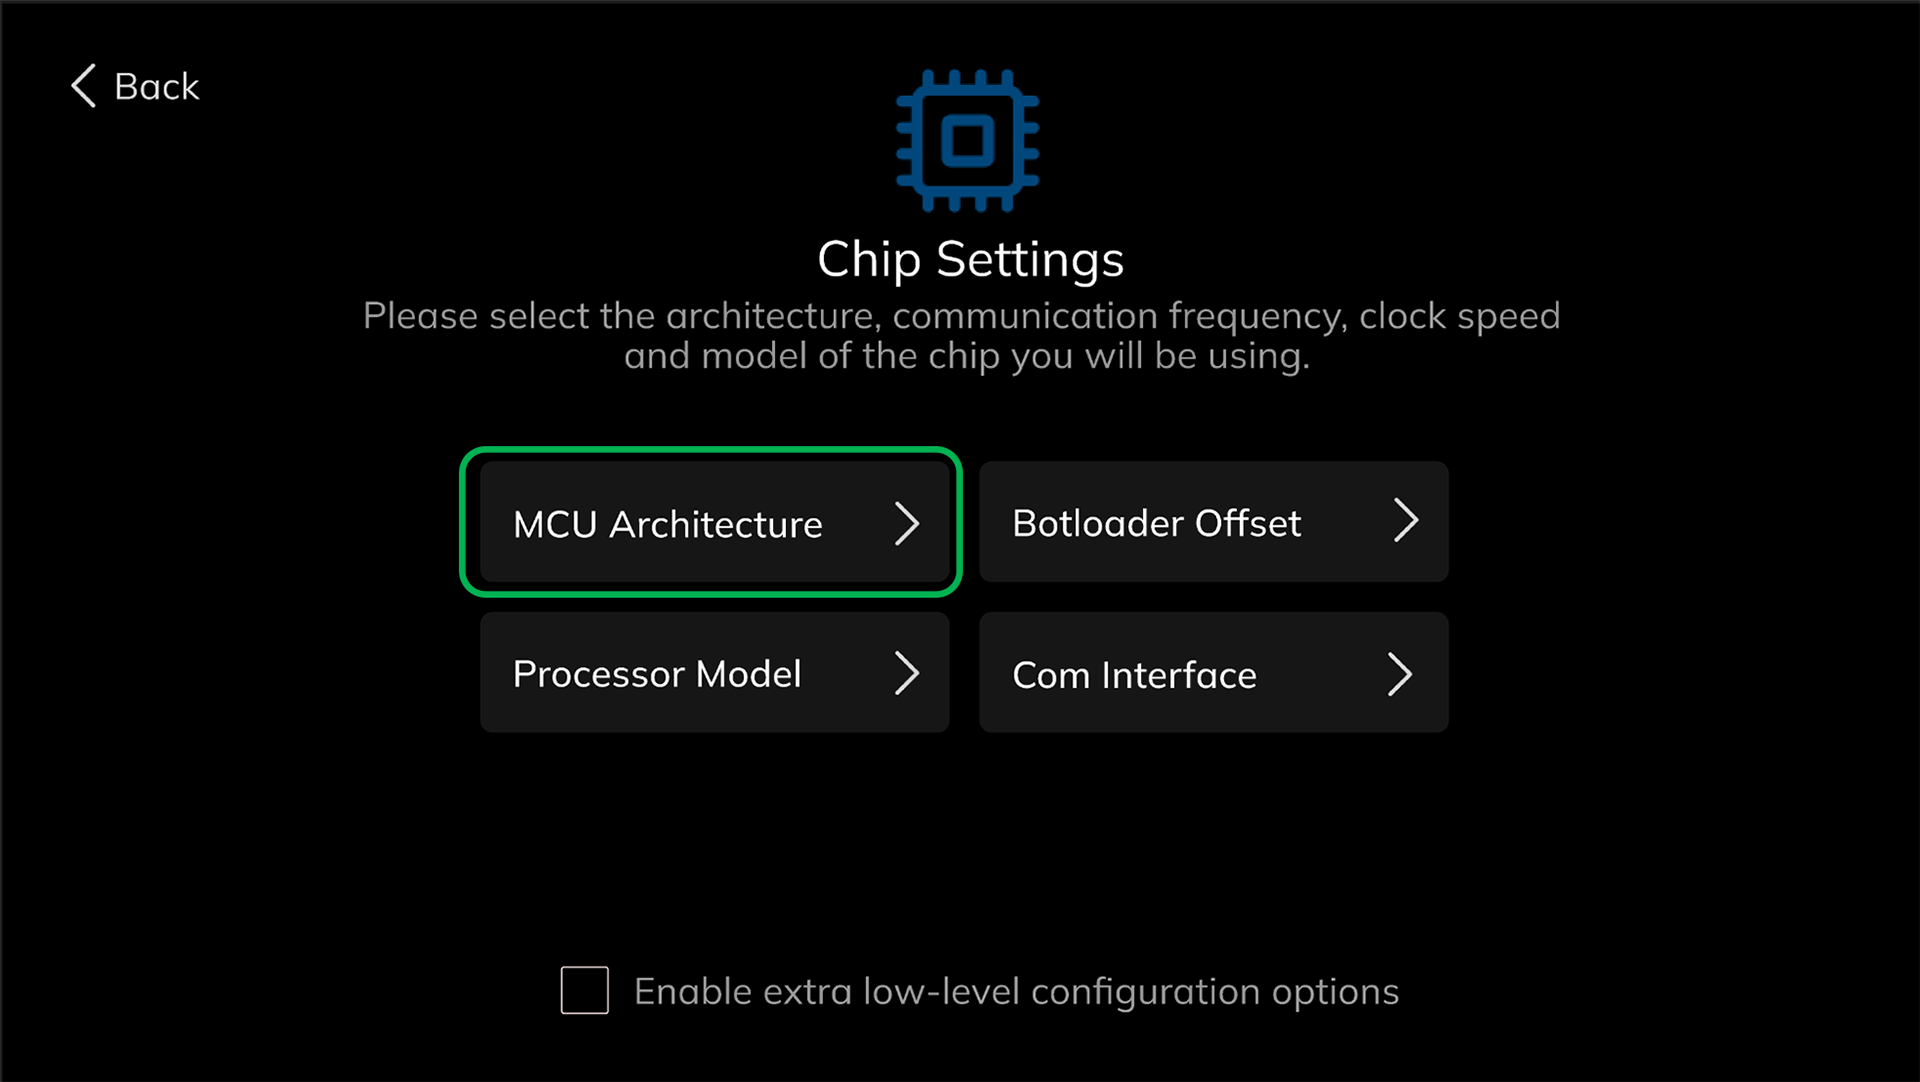 Back
Chip Settings
Please select the architecture, communication frequency, clock speed
and model of the chip you will be using.
MCU Architecture
Botloader Offset
Processor Model
Com Interface
Enable extra low-level configuration options